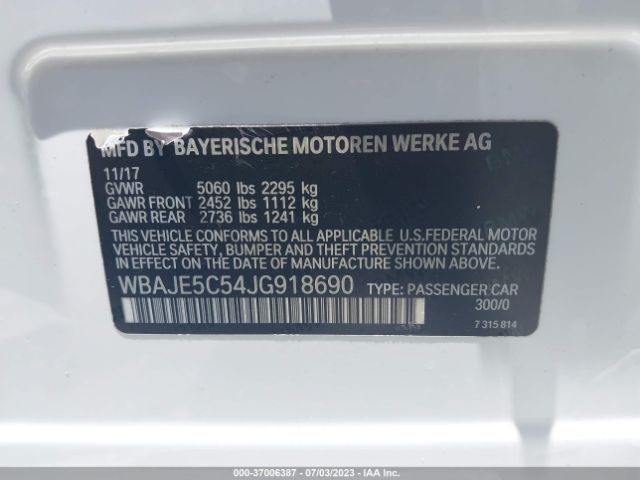 MFD BY BAYERISCHE MOTOREN WERKE AG
11/17
GVWR 5060 lbs 2295 kg
GAWR FRONT 2452 lbs 1112 kg
GAWR REAR 2736 lbs 1241 kg
THIS VEHICLE CONFORMS TO ALL APPLICABLE U.S.FEDERAL MOTOR
VEHICLE SAFETY, BUMPER AND THEFT PREVENTION STANDARDS
IN EFFECT ON THE DATE OF MANUFACTURE SHOWN ABOVE.
WBAJE5C54JG918690 TYPE: PASSENGER CAR
300/0
7 315 814
000-37006387 - 07/03/2023 - IAA, Inc.